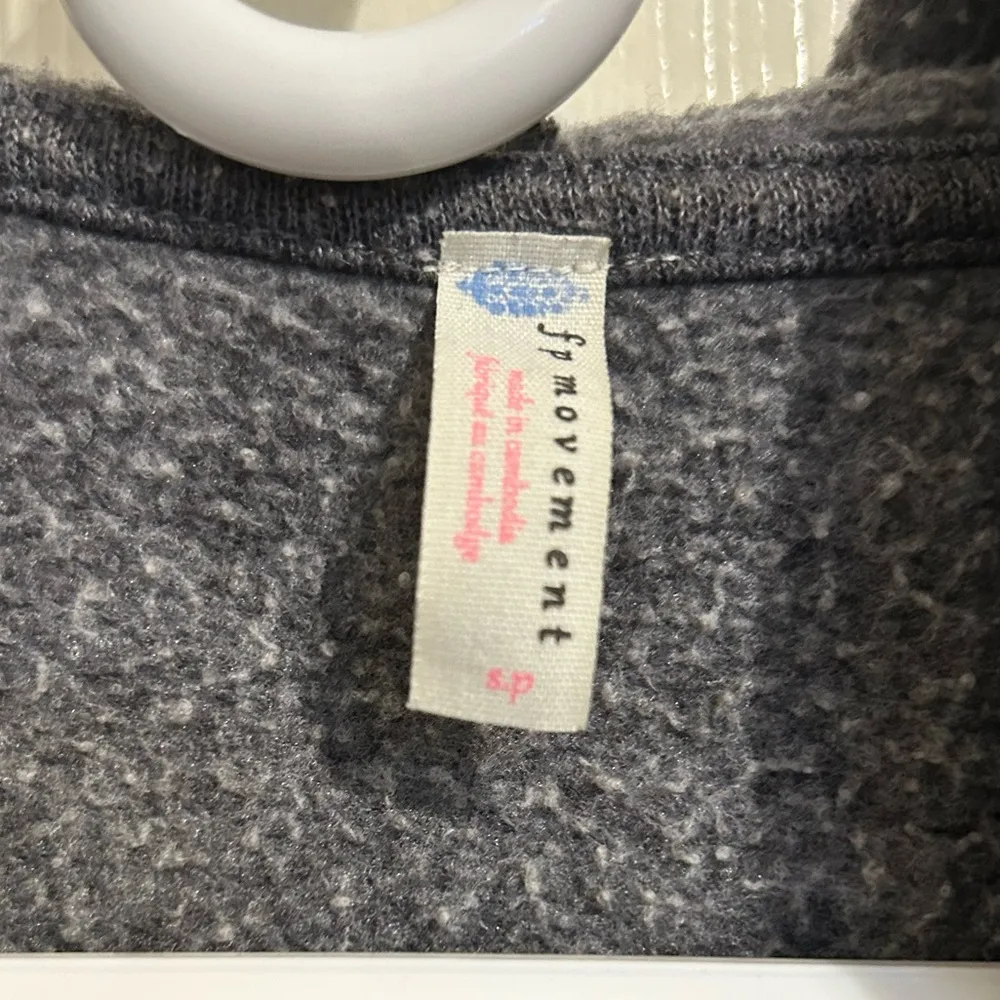 fp movement
made in cambodia
fabriqué au cambodge